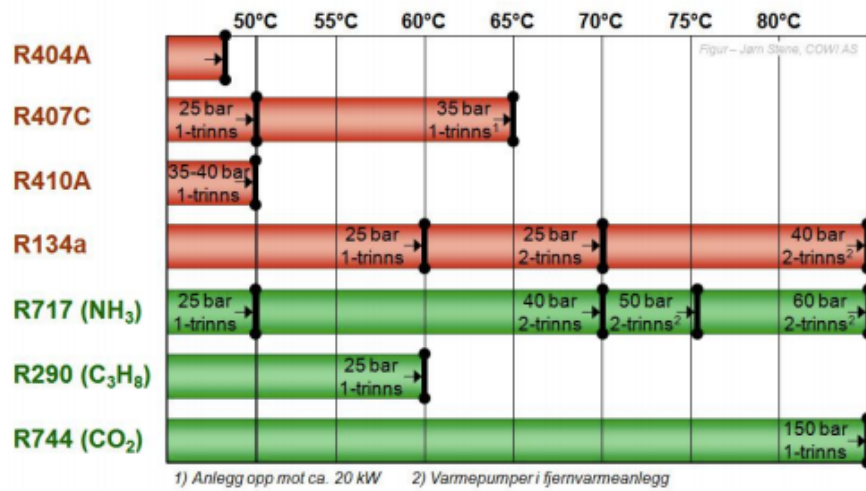 50°C 55°C 60°C 65°C 70°C 75°C 80°C
Figur – Jørn Stene, COWI AS
R404A
R407C
25 bar
1-trinns
35 bar
1-trinns¹
R410A
35-40 bar
1-trinns
R134a
25 bar
1-trinns
25 bar
2-trinns
40 bar
2-trinns²
R717 (NH₃)
25 bar
1-trinns
40 bar
2-trinns
50 bar
2-trinns²
60 bar
2-trinns²
R290 (C₃H₈)
25 bar
1-trinns
R744 (CO₂)
150 bar
1-trinns
1) Anlegg opp mot ca. 20 kW 2) Varmepumper i fjernvarmeanlegg